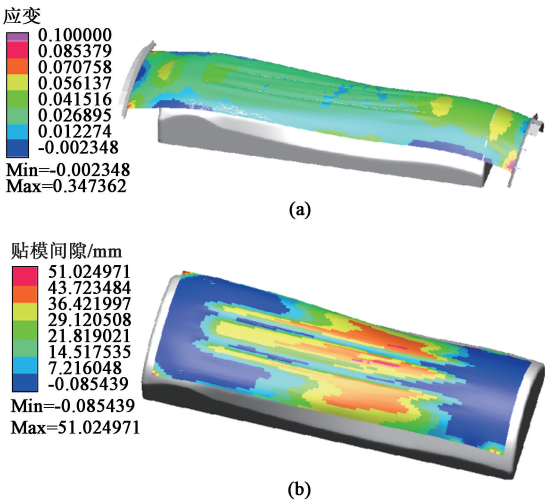 应变
0.100000
0.085379
0.070758
0.056137
0.041516
0.026895
0.012274
-0.002348
Min=-0.002348
Max=0.347362
(a)
贴模间隙/mm
51.024971
43.723484
36.421997
29.120508
21.819021
14.517535
7.216048
-0.085439
Min=-0.085439
Max=51.024971
(b)